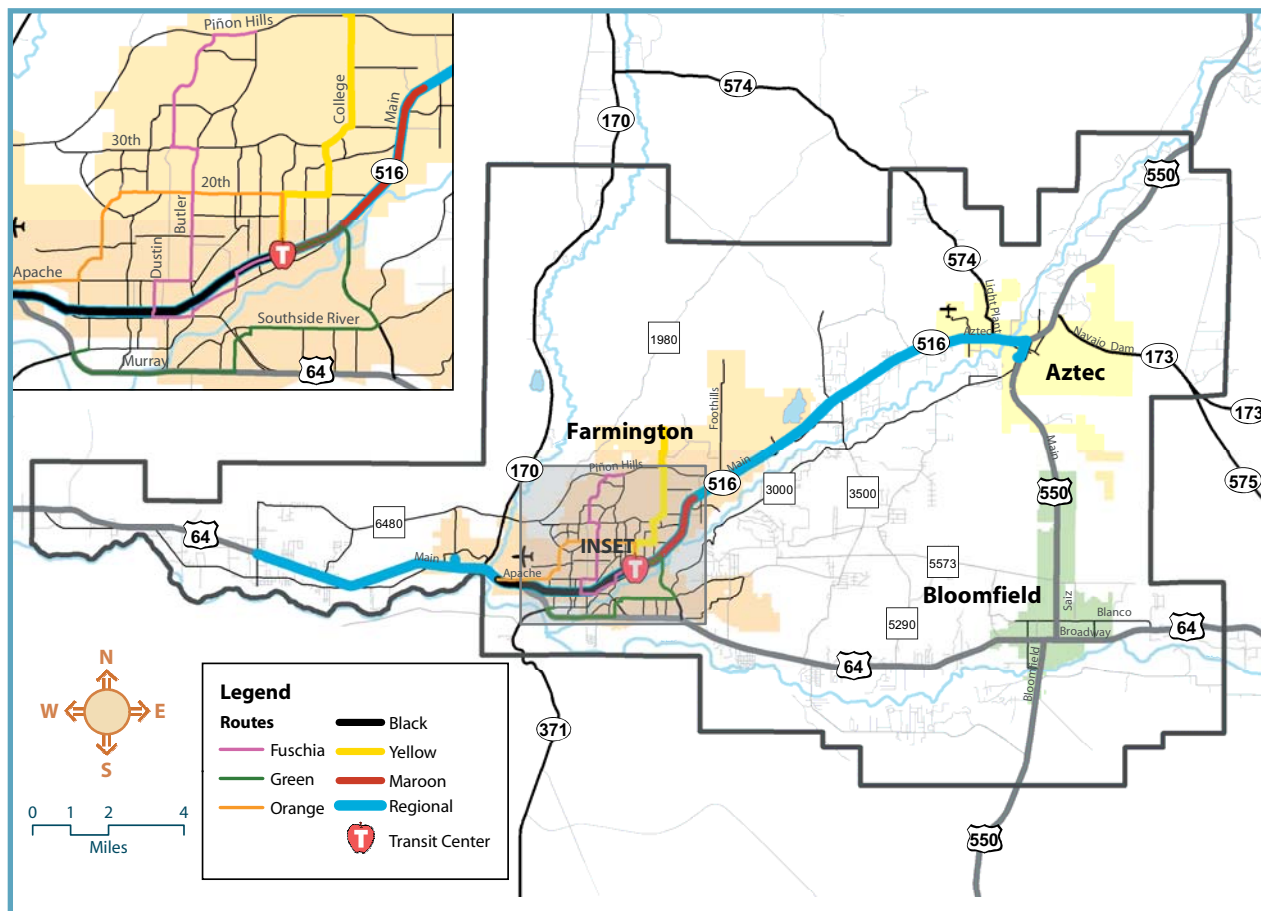 Piñon Hills
College
Main
30th
516
20th
Butler
Dustin
T
Apache
Southside River
Murray
64
574
170
550
574
Light Plant
Aztec
1980
516
Navajo Dam
173
Aztec
173
Foothills
Farmington
Main
170
Piñon Hills
Main
516
3000
3500
550
575
6480
64
INSET
Main
T
Apache
5573
Bloomfield
Saiz
Blanco
5290
Broadway
64
64
550
Bloomfield
371
550
N
W
E
S
0 1 2 4
Miles
Legend
Routes
Fuschia
Green
Orange
Black
Yellow
Maroon
Regional
T
Transit Center